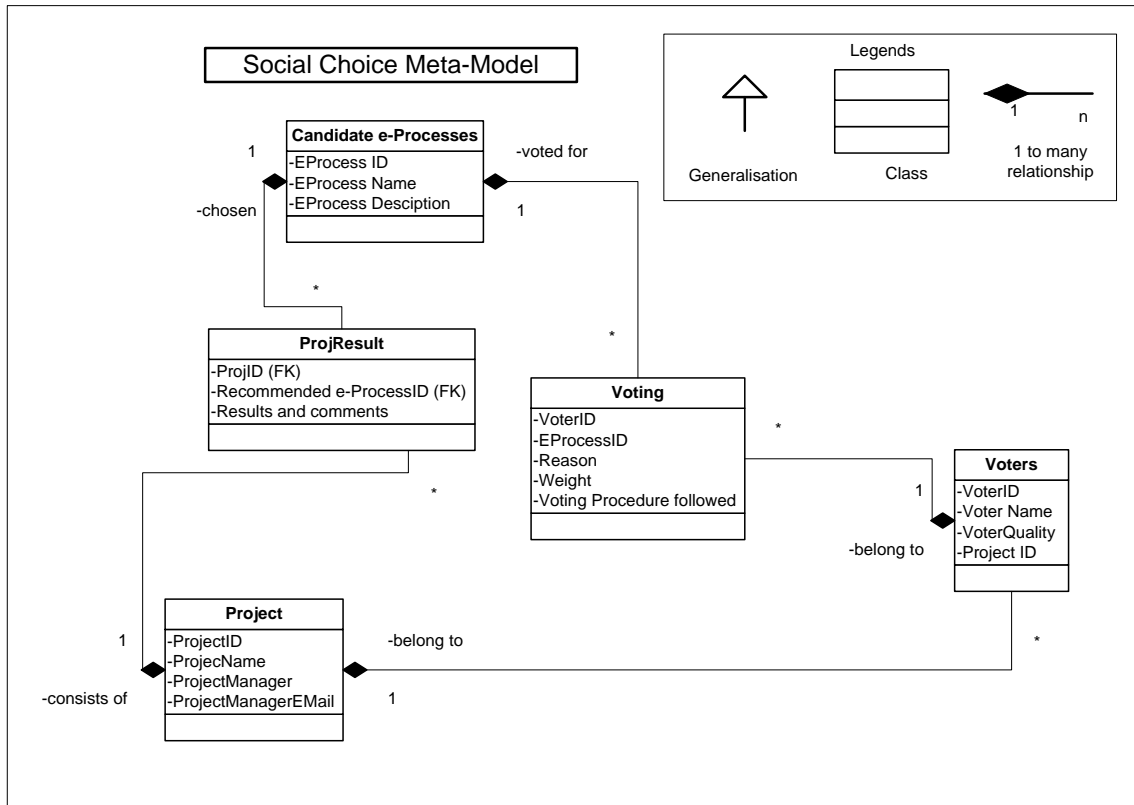 Social Choice Meta-Model
Legends
1
n
Generalisation
Class
1 to many
relationship
Candidate e-Processes
-EProcess ID
-EProcess Name
-EProcess Desciption
1
-chosen
-voted for
1
*
*
ProjResult
-ProjID (FK)
-Recommended e-ProcessID (FK)
-Results and comments
*
Voting
-VoterID
-EProcessID
-Reason
-Weight
-Voting Procedure followed
*
1
-belong to
Voters
-VoterID
-Voter Name
-VoterQuality
-Project ID
*
Project
-ProjectID
-ProjecName
-ProjectManager
-ProjectManagerEMail
1
-consists of
-belong to
1